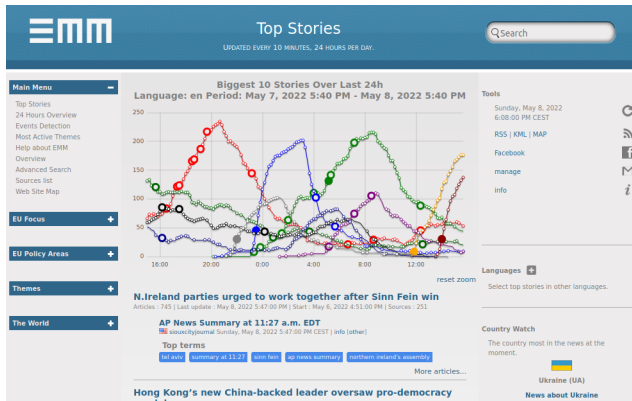 EMM
Top Stories
UPDATED EVERY 10 MINUTES, 24 HOURS PER DAY.
Search
Main Menu
Top Stories
24 Hours Overview
Events Detection
Most Active Themes
Help about EMM
Overview
Advanced Search
Sources list
Web Site Map
EU Focus
EU Policy Areas
Themes
The World
Biggest 10 Stories Over Last 24h
Language: en Period: May 7, 2022 5:40 PM - May 8, 2022 5:40 PM
250
200
150
100
50
0
16:00 20:00 0:00 4:00 8:00 12:00
reset zoom
N.Ireland parties urged to work together after Sinn Fein win
Articles : 745 | Last update : May 8, 2022 5:47:00 PM | Start : May 6, 2022 4:51:00 PM | Sources : 251
AP News Summary at 11:27 a.m. EDT
siouxcityjournal Sunday, May 8, 2022 5:47:00 PM CEST | info [other]
Top terms
tel aviv summary at 11:27 sinn fein ap news summary northern ireland's assembly
More articles...
Hong Kong's new China-backed leader oversaw pro-democracy
Tools
Sunday, May 8, 2022
6:08:00 PM CEST
RSS | KML | MAP
Facebook
manage
info
Languages
Select top stories in other languages.
Country Watch
The country most in the news at the
moment.
Ukraine (UA)
News about Ukraine